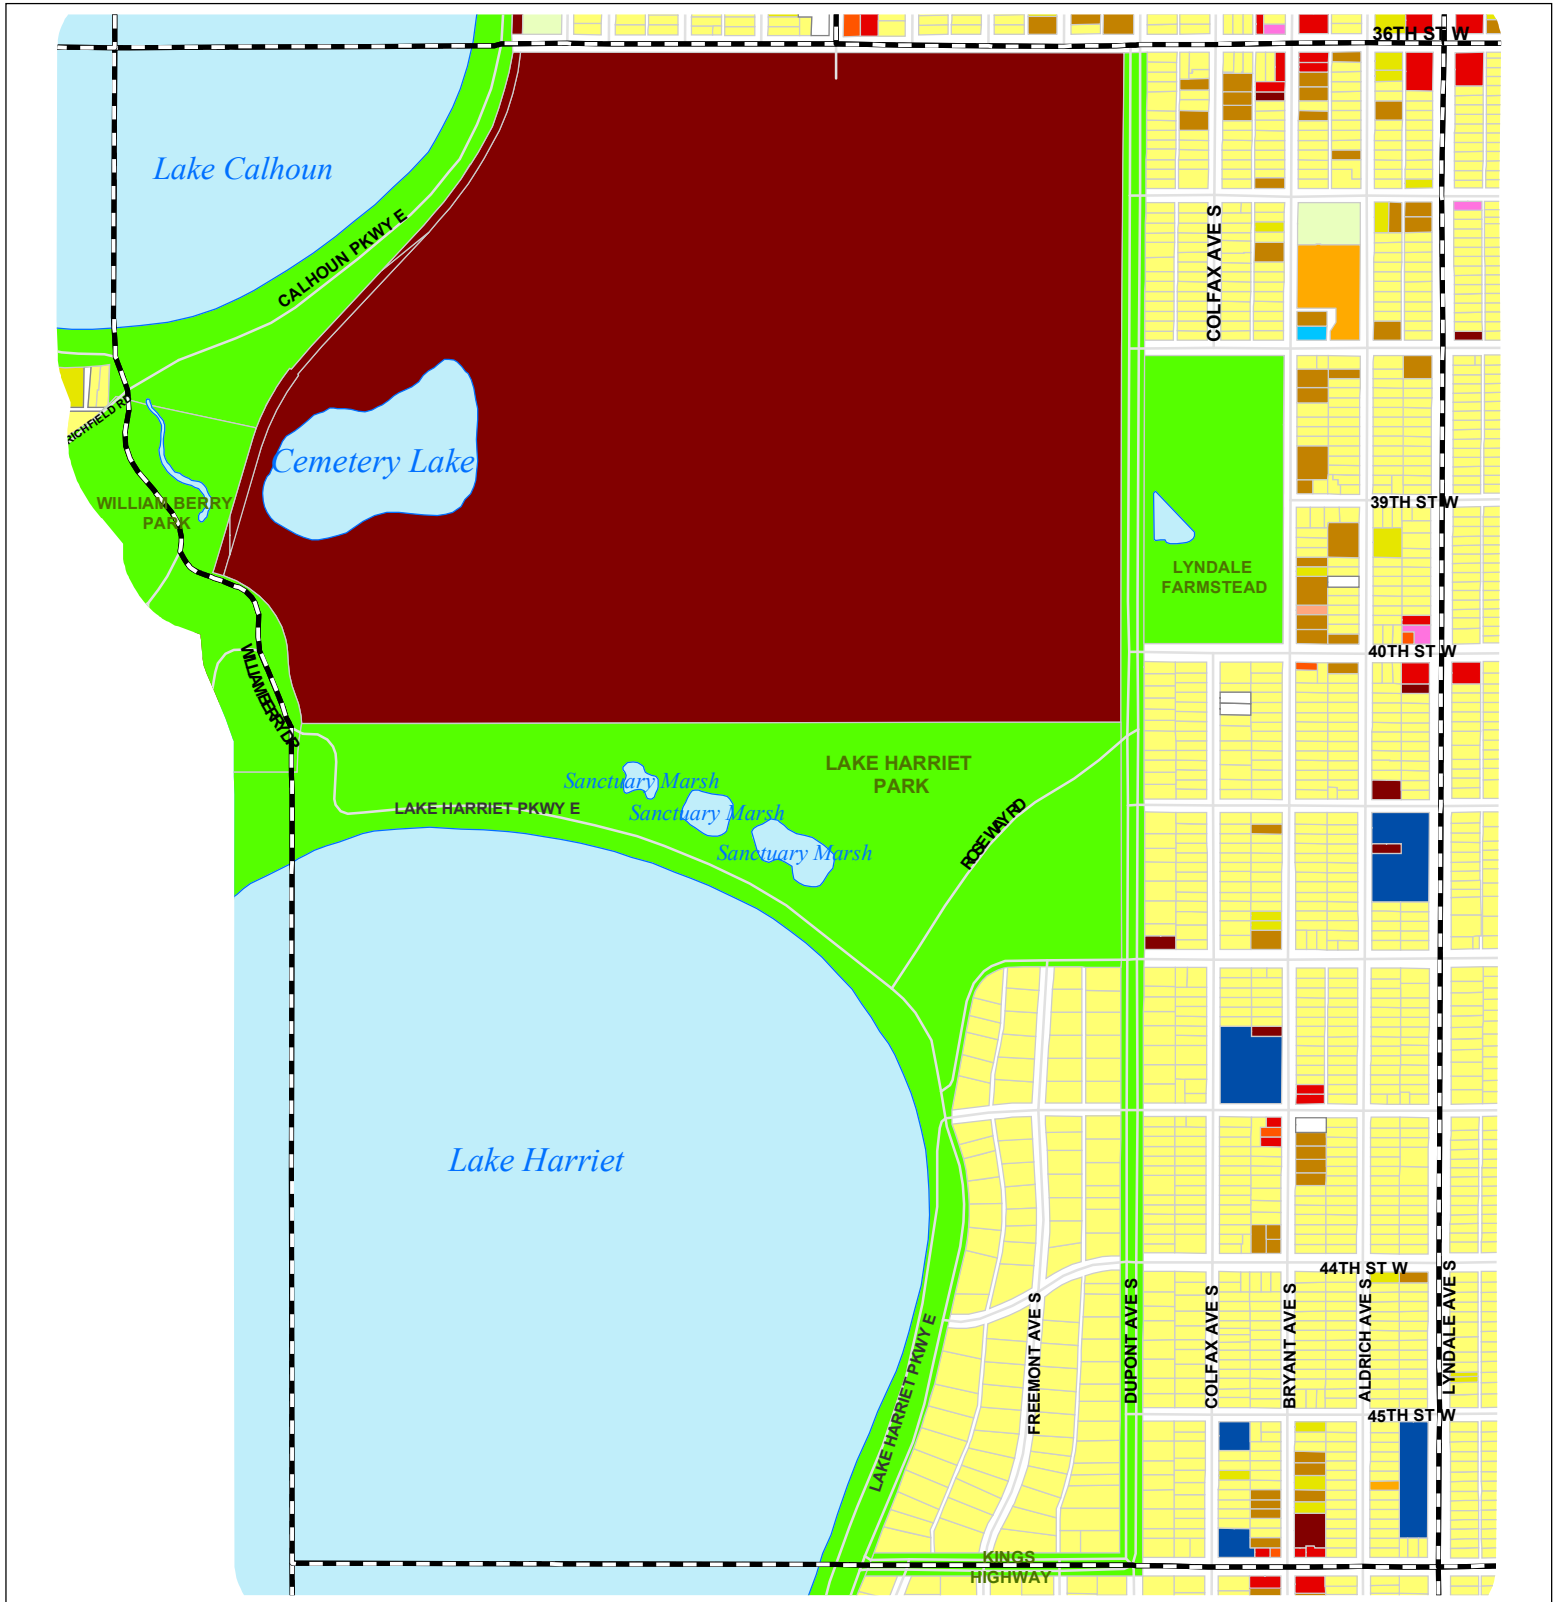 36TH ST W
Lake Calhoun
CALHOUN PKWY E
COLFAX AVE S
RICHFIELD RD
Cemetery Lake
WILLIAM BERRY
PARK
39TH ST W
LYNDALE
FARMSTEAD
40TH ST W
WILLIAM BERRY DR
LAKE HARRIET
PARK
Sanctuary Marsh
LAKE HARRIET PKWY E
Sanctuary Marsh
ROSEWAY RD
Sanctuary Marsh
Lake Harriet
44TH ST W
LAKE HARRIET PKWY E
FREEMONT AVE S
DUPONT AVE S
COLFAX AVE S
BRYANT AVE S
ALDRICH AVE S
LYNDALE AVE S
45TH ST W
KINGS
HIGHWAY